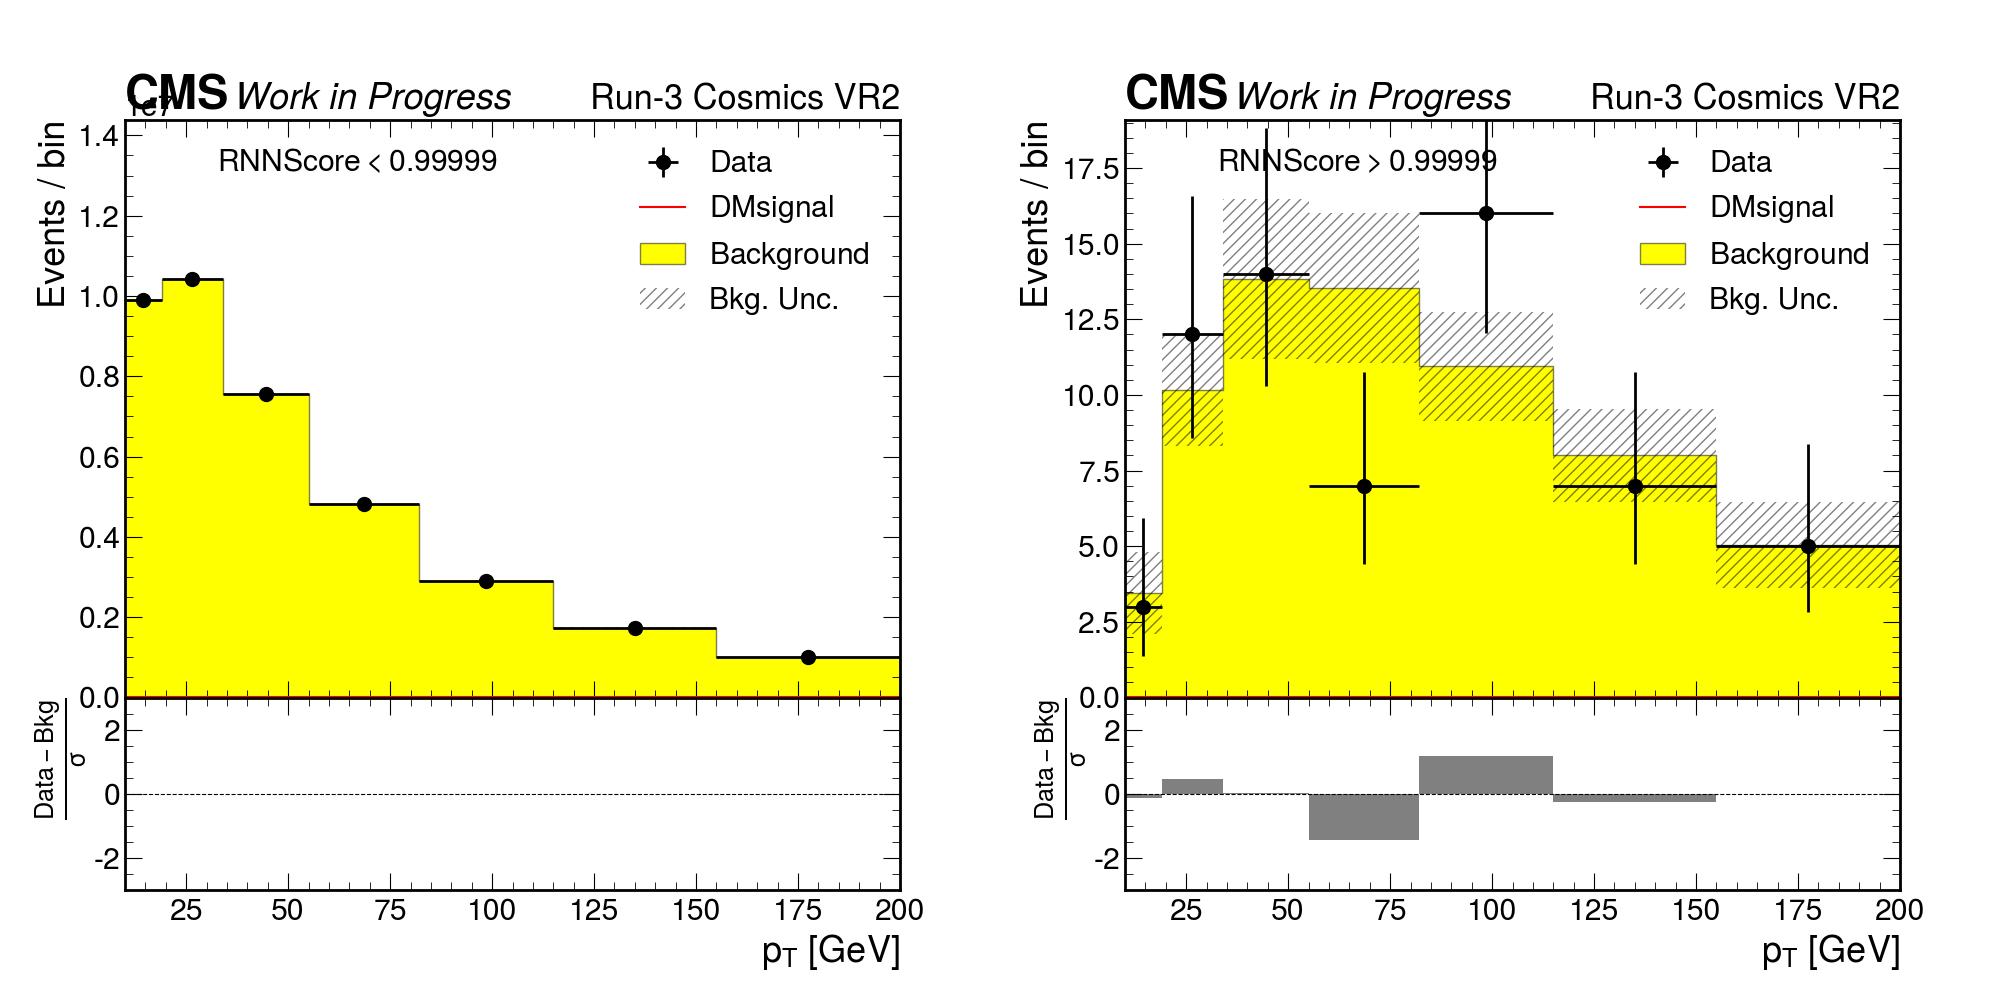 CMS Work in Progress Run-3 Cosmics VR2
1e7
Events / bin
RNNScore < 0.99999
Data
DMsignal
Background
Bkg. Unc.
1.4
1.2
1.0
0.8
0.6
0.4
0.2
0.0
Data – Bkg
σ
2
0
-2
25 50 75 100 125 150 175 200
pT [GeV]
CMS Work in Progress Run-3 Cosmics VR2
Events / bin
RNNScore > 0.99999
Data
DMsignal
Background
Bkg. Unc.
17.5
15.0
12.5
10.0
7.5
5.0
2.5
0.0
Data – Bkg
σ
2
0
-2
25 50 75 100 125 150 175 200
pT [GeV]